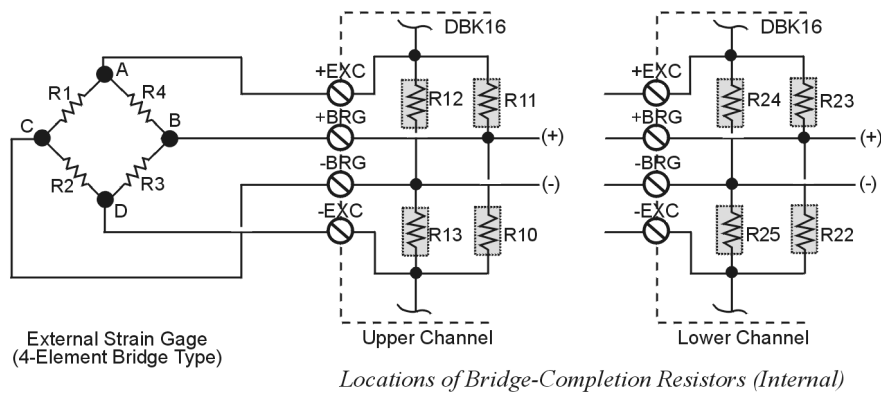 DBK16
DBK16
A
+EXC
+EXC
R1
R4
R12
R11
R24
R23
C
B
+BRG
(+)
+BRG
(+)
-BRG
(-)
-BRG
(-)
R2
R3
D
-EXC
-EXC
R13
R10
R25
R22
External Strain Gage
(4-Element Bridge Type)
Upper Channel
Lower Channel
Locations of Bridge-Completion Resistors (Internal)